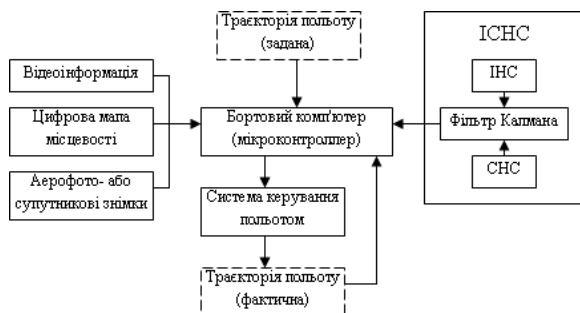 Траєкторія польоту
(задана)
ІСНС
Відеоінформація
ІНС
Цифрова мапа
місцевості
Бортовий комп'ютер
(мікроконтроллер)
Фільтр Калмана
Аерофото- або
супутникові знімки
СНС
Система керування
польотом
Траєкторія польоту
(фактична)